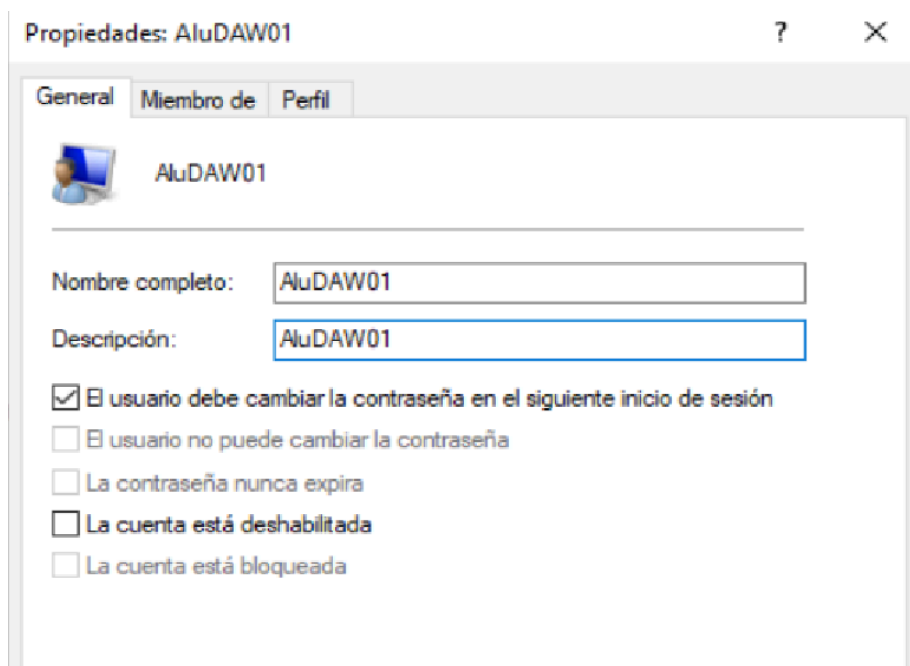 Propiedades: AluDAW01 ? ×
General Miembro de Perfil
AluDAW01
Nombre completo: AluDAW01
Descripción: AluDAW01
El usuario debe cambiar la contraseña en el siguiente inicio de sesión
El usuario no puede cambiar la contraseña
La contraseña nunca expira
La cuenta está deshabilitada
La cuenta está bloqueada